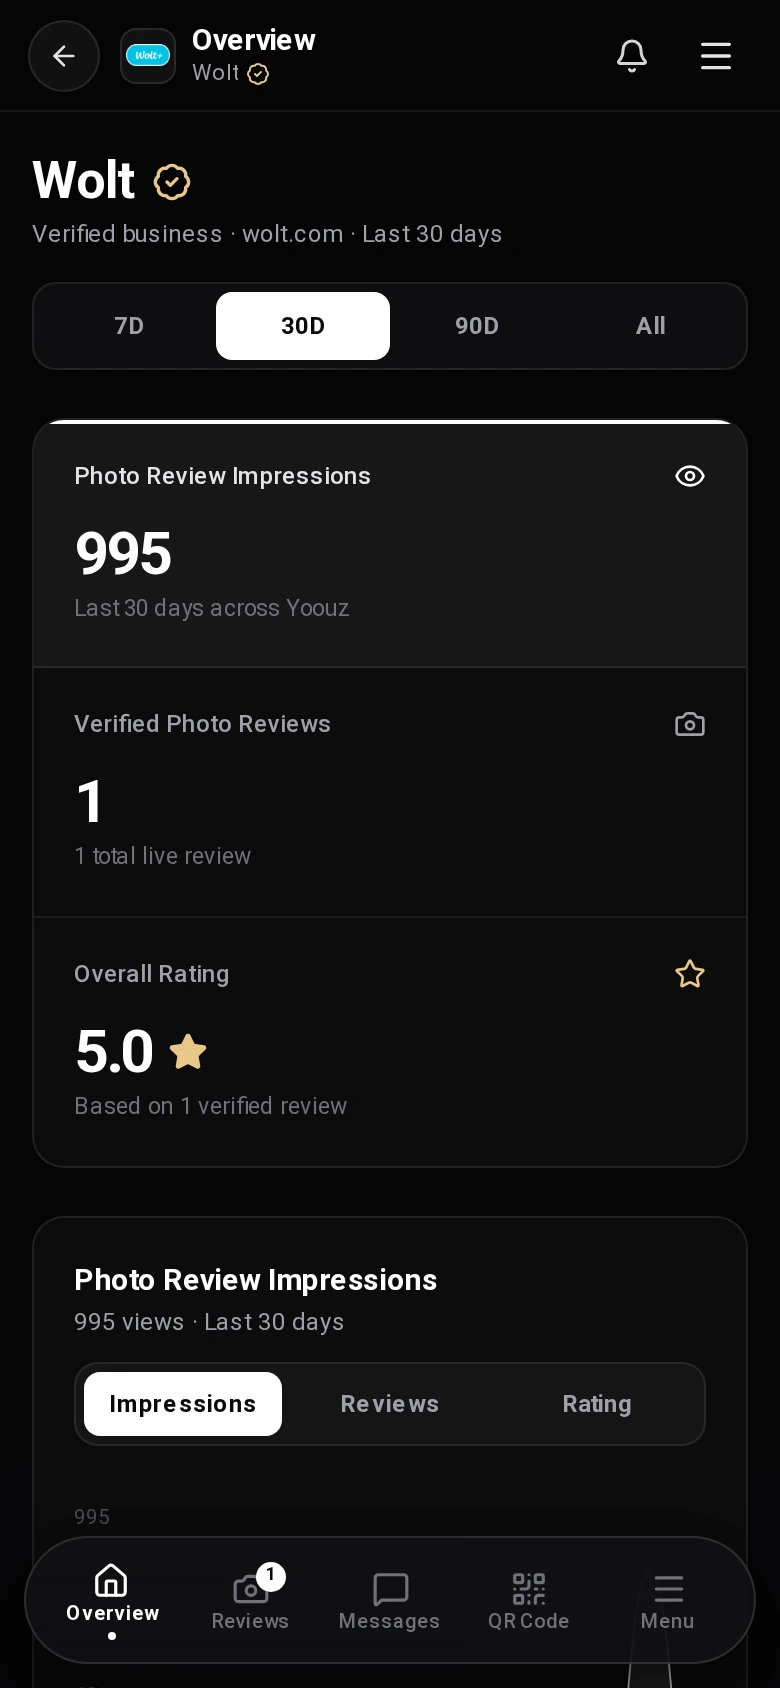 Wolt+
Overview
Wolt
Wolt
Verified business · wolt.com · Last 30 days
7D
30D
90D
All
Photo Review Impressions
995
Last 30 days across Yoouz
Verified Photo Reviews
1
1 total live review
Overall Rating
5.0
Based on 1 verified review
Photo Review Impressions
995 views · Last 30 days
Impressions
Reviews
Rating
995
1
Overview
Reviews
Messages
QR Code
Menu